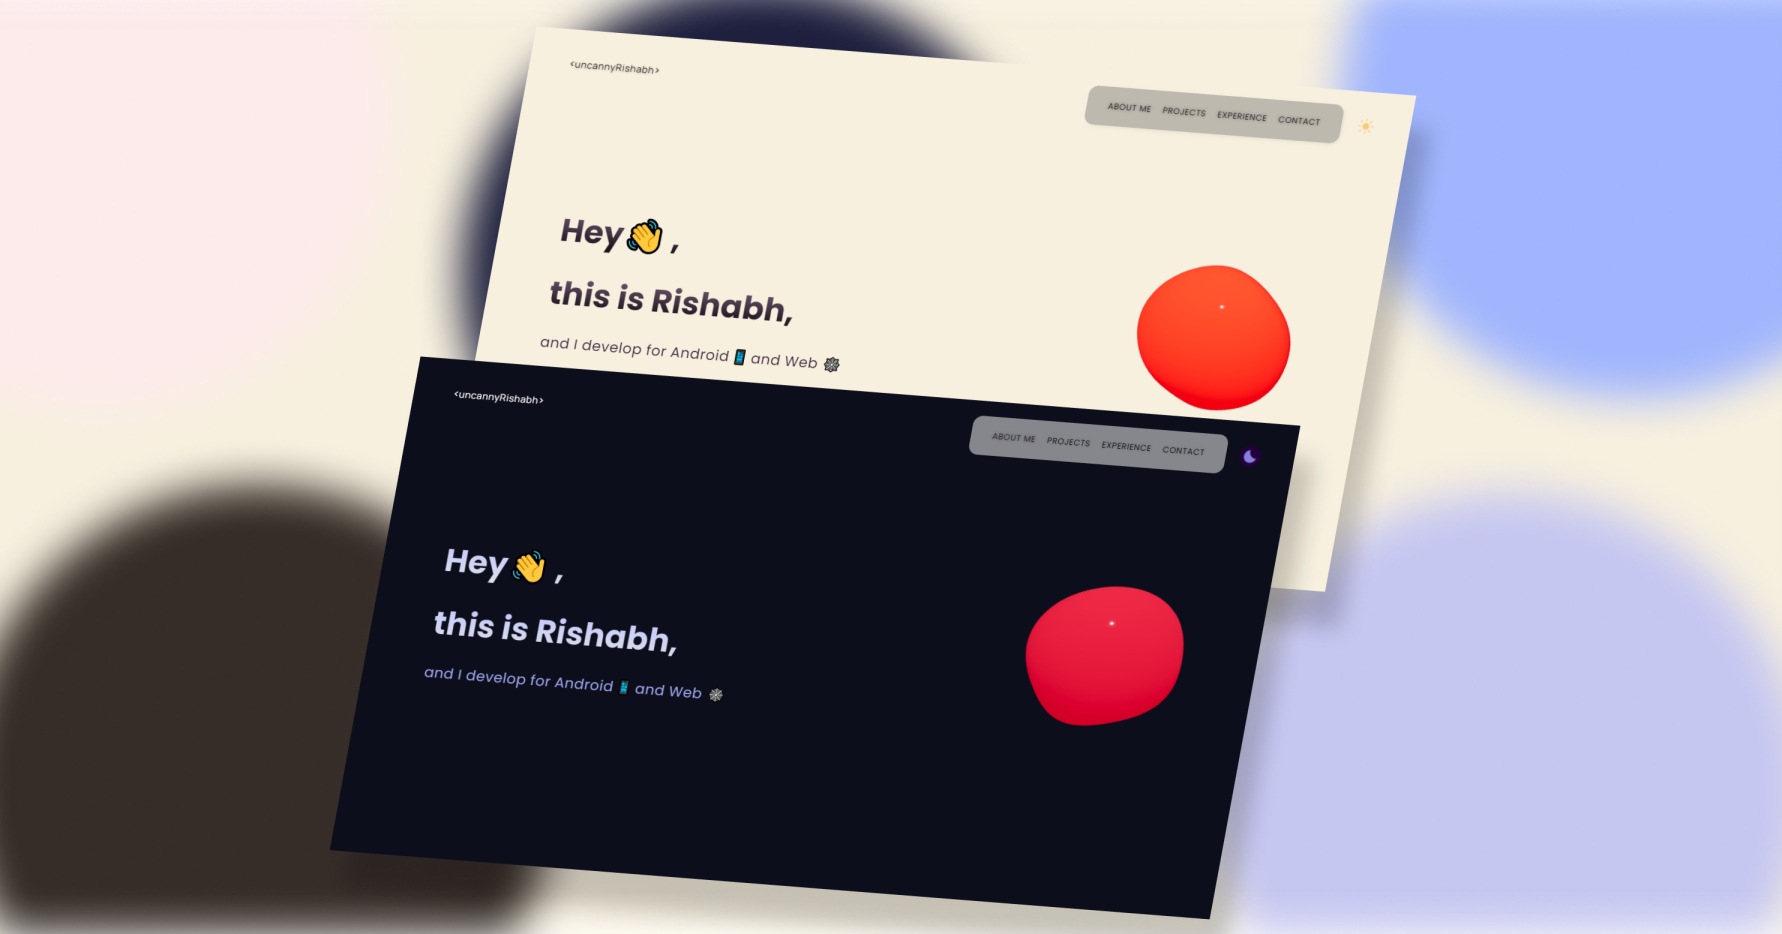 <uncannyRishabh>
ABOUT ME PROJECTS EXPERIENCE CONTACT
Hey👋 ,
this is Rishabh,
and I develop for Android 📱 and Web 🕸
<uncannyRishabh>
ABOUT ME PROJECTS EXPERIENCE CONTACT
Hey👋 ,
this is Rishabh,
and I develop for Android 📱 and Web 🕸